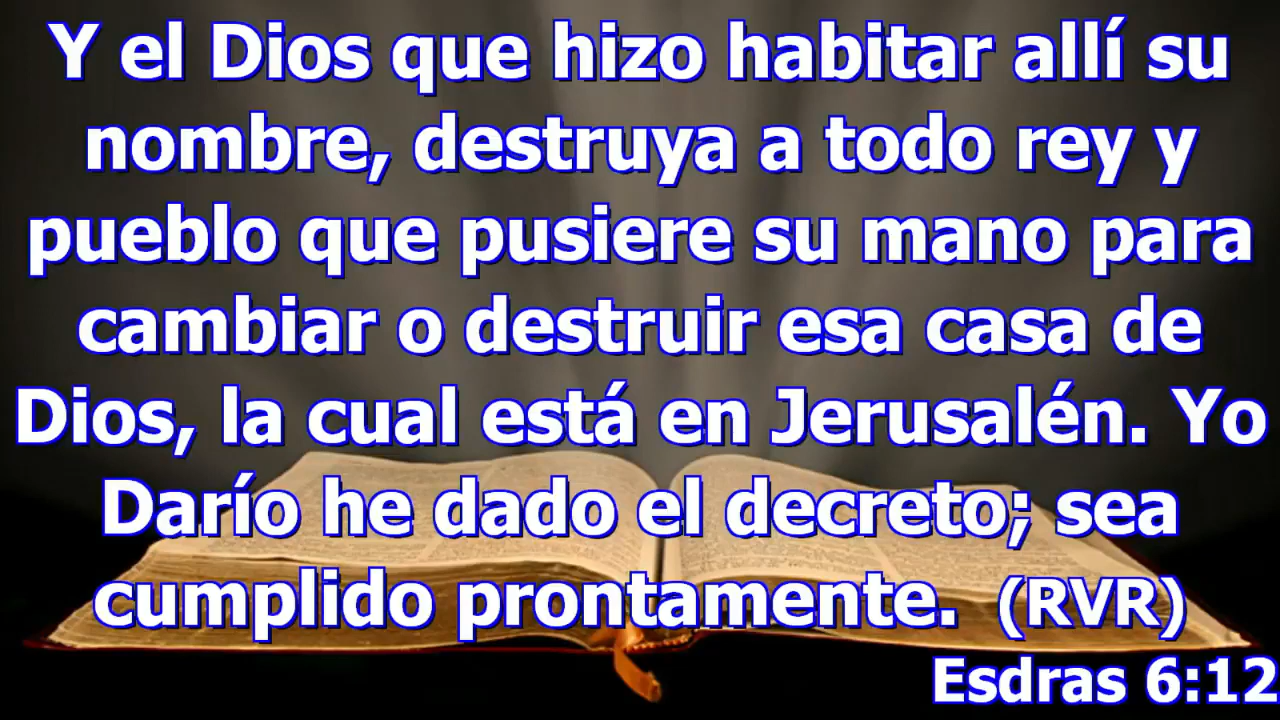 Y el Dios que hizo habitar allí su
nombre, destruya a todo rey y
pueblo que pusiere su mano para
cambiar o destruir esa casa de
Dios, la cual está en Jerusalén. Yo
Darío he dado el decreto; sea
cumplido prontamente. (RVR)
Esdras 6:12